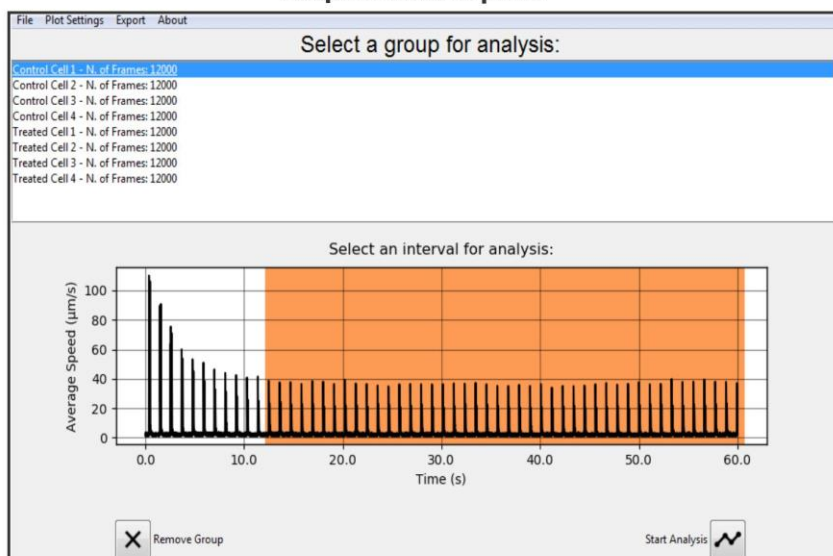 File Plot Settings Export About
Select a group for analysis:
Control Cell 1 - N. of Frames: 12000
Control Cell 2 - N. of Frames: 12000
Control Cell 3 - N. of Frames: 12000
Control Cell 4 - N. of Frames: 12000
Treated Cell 1 - N. of Frames: 12000
Treated Cell 2 - N. of Frames: 12000
Treated Cell 3 - N. of Frames: 12000
Treated Cell 4 - N. of Frames: 12000
Select an interval for analysis:
Average Speed (µm/s)
100
80
60
40
20
0
0.0 10.0 20.0 30.0 40.0 50.0 60.0
Time (s)
Remove Group Start Analysis